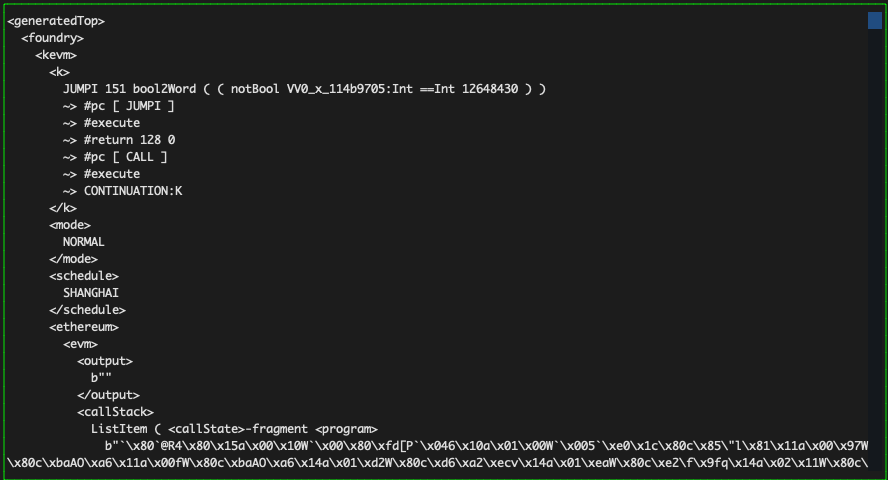 <generatedTop>
<foundry>
<kevm>
<k>
JUMPI 151 bool2Word ( ( notBool VV0_x_114b9705:Int ==Int 12648430 ) )
~> #pc [ JUMPI ]
~> #execute
~> #return 128 0
~> #pc [ CALL ]
~> #execute
~> CONTINUATION:K
</k>
<mode>
NORMAL
</mode>
<schedule>
SHANGHAI
</schedule>
<ethereum>
<evm>
<output>
b""
</output>
<callStack>
ListItem ( <callState>-fragment <program>
b"`\x80`@R4\x80\x15a\x00\x10W`\x00\x80\xfd[P`\x046\x10a\x01\x00W`\x005`\xe0\x1c\x80c\x85\"l\x81\x11a\x00\x97W
\x80c\xbaAO\xa6\x11a\x00fW\x80c\xbaAO\xa6\x14a\x01\xd2W\x80c\xd6\xa2\xecv\x14a\x01\xeaW\x80c\xe2\f\x9fq\x14a\x02\x11W\x80c\